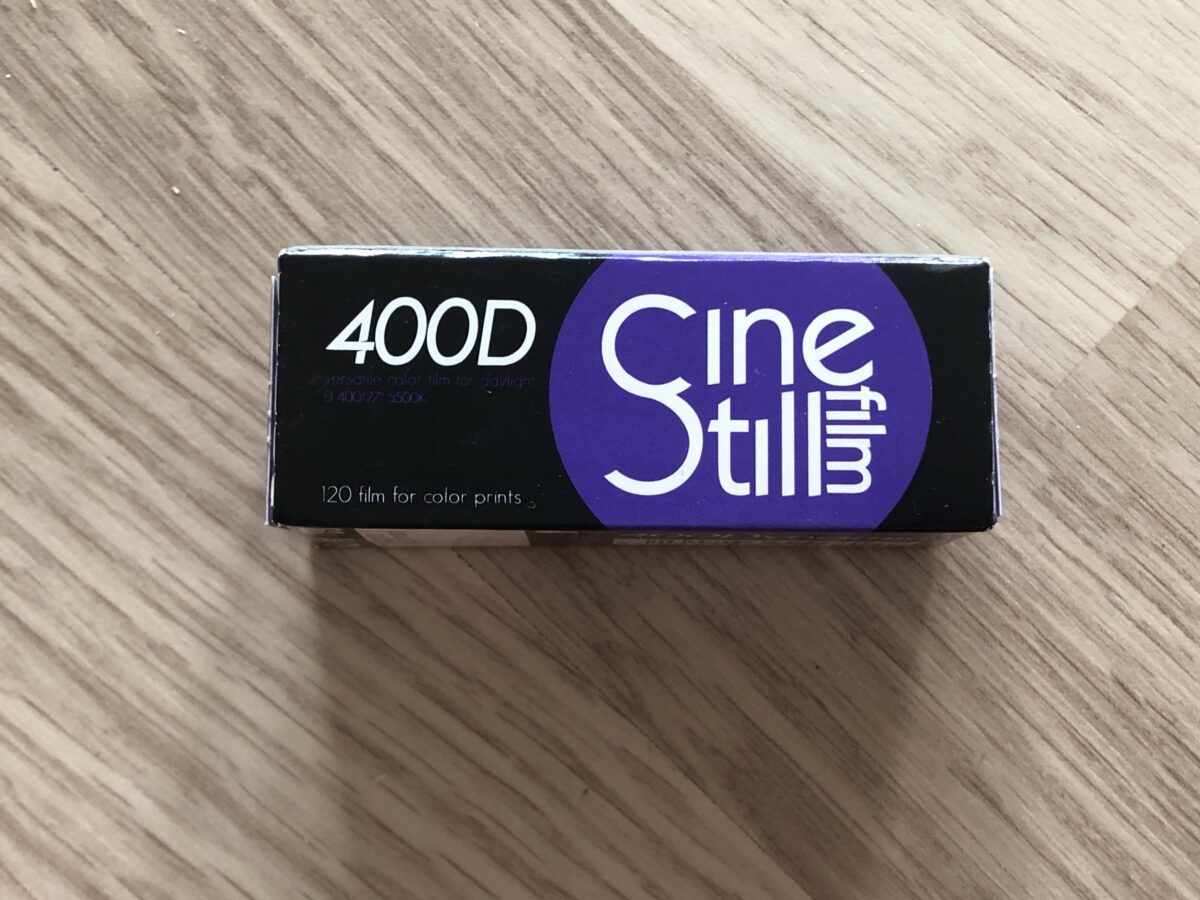 400D
versatile color film for daylight
EI 400/27° 5500K
120 film for color prints
Cine
Still
film